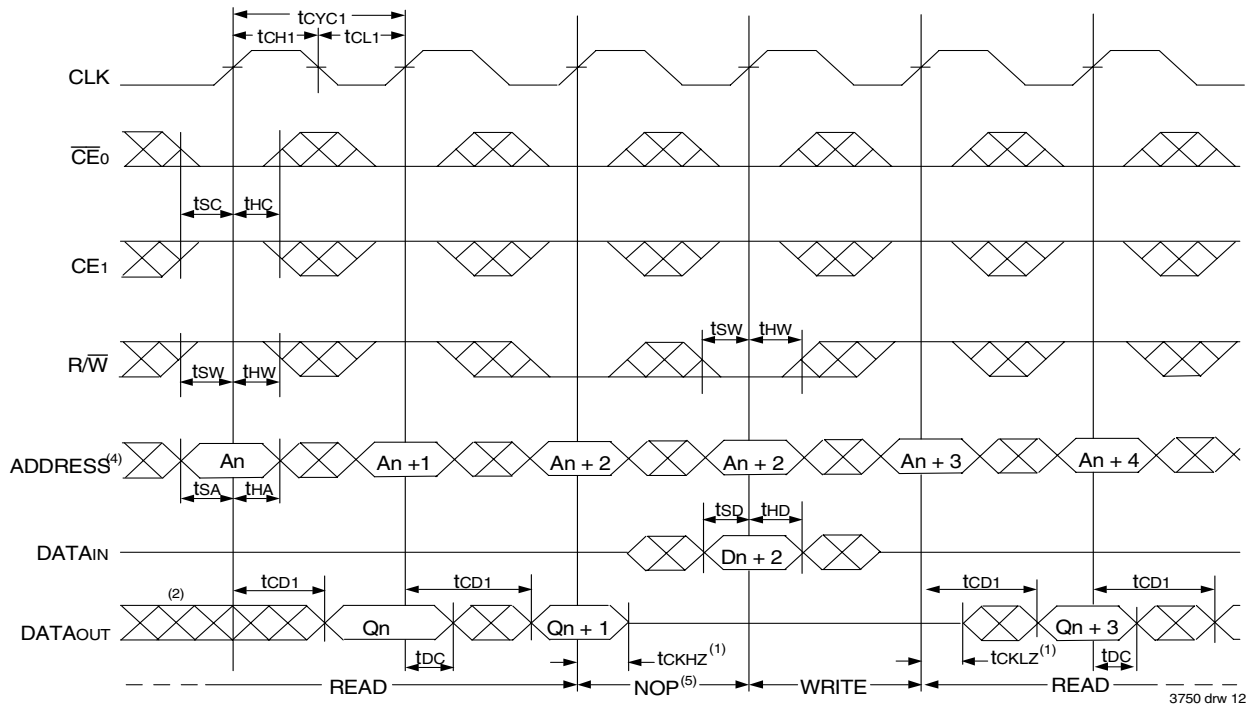 tCYC1
tCH1 tCL1
CLK
CE0
tSC tHC
CE1
tSW tHW
R/W
tSW tHW
ADDRESS(4) An An +1 An + 2 An + 2 An + 3 An + 4
tSA tHA
tSD tHD
DATAIN Dn + 2
(2) tCD1 tCD1 tCD1 tCD1
DATAOUT Qn Qn + 1 Qn + 3
tDC tCKHZ(1) tCKLZ(1) tDC
READ NOP(5) WRITE READ
3750 drw 12